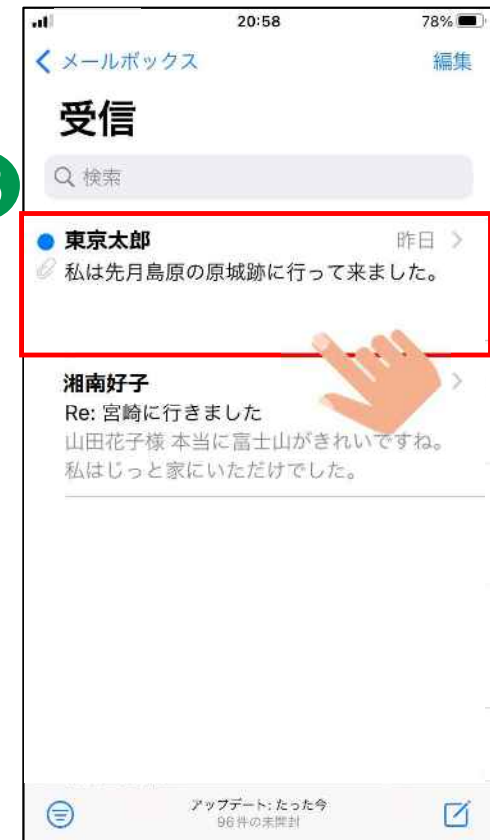 20:58
78%
メールボックス
編集
受信
検索
東京太郎
昨日
私は先月島原の原城跡に行って来ました。
湘南好子
Re: 宮崎に行きました
山田花子様 本当に富士山がきれいですね。
私はじっと家にいただけでした。
アップデート: たった今
98件の未開封